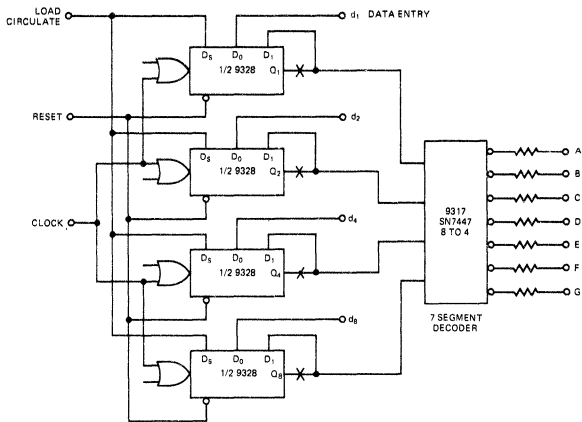 LOAD
CIRCULATE
d1 DATA ENTRY
DS D0 D1
1/2 9328 Q1
RESET
d2
DS D0 D1
1/2 9328 Q2
CLOCK
d4
DS D0 D1
1/2 9328 Q4
d8
DS D0 D1
1/2 9328 Q8
9317
SN7447
8 TO 4
7 SEGMENT
DECODER
A
B
C
D
E
F
G